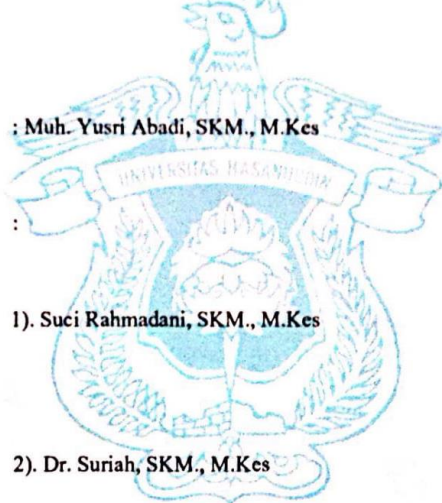 : Muh. Yusri Abadi, SKM., M.Kes
UNIVERSITAS HASANUDDIN
:
1). Suci Rahmadani, SKM., M.Kes
2). Dr. Suriah, SKM., M.Kes